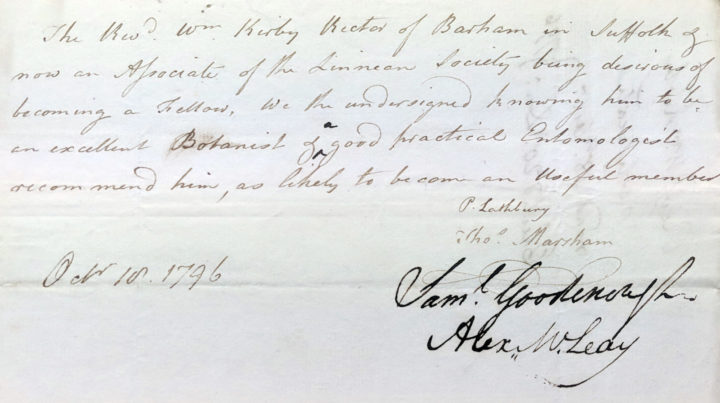 The Revd. Wm Kirby Rector of Barham in Suffolk &
now an Associate of the Linnean Society being desirous of
becoming a Fellow, We the undersigned knowing him to be
an excellent Botanist & a good practical Entomologist
recommend him, as likely to become an Useful member
P. Lathbury
Thos. Marsham
Octr 18. 1796
Saml. Goodenough
Alex. McLeay